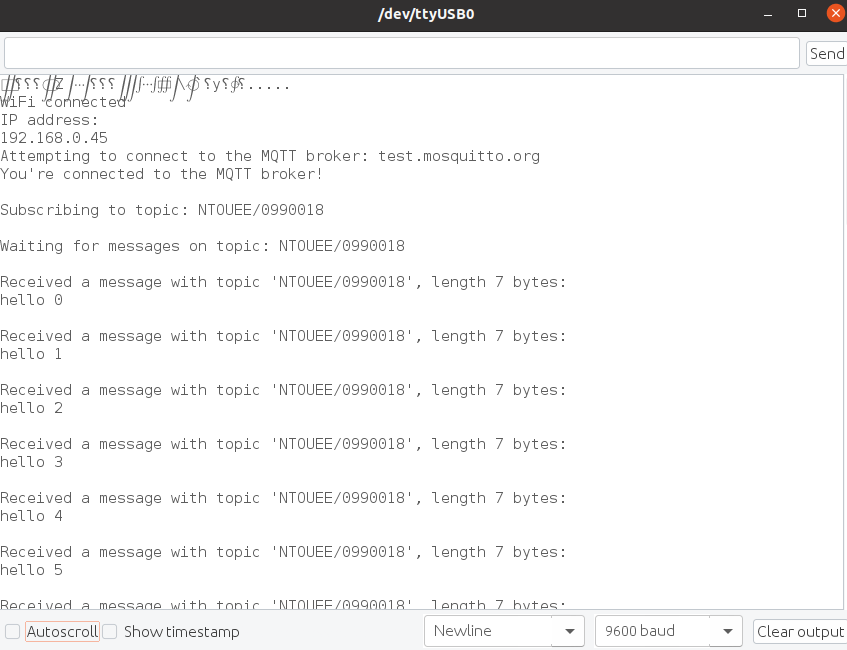 /dev/ttyUSB0
Send
.....
WiFi connected
IP address:
192.168.0.45
Attempting to connect to the MQTT broker: test.mosquitto.org
You're connected to the MQTT broker!
Subscribing to topic: NTOUEE/0990018
Waiting for messages on topic: NTOUEE/0990018
Received a message with topic 'NTOUEE/0990018', length 7 bytes:
hello 0
Received a message with topic 'NTOUEE/0990018', length 7 bytes:
hello 1
Received a message with topic 'NTOUEE/0990018', length 7 bytes:
hello 2
Received a message with topic 'NTOUEE/0990018', length 7 bytes:
hello 3
Received a message with topic 'NTOUEE/0990018', length 7 bytes:
hello 4
Received a message with topic 'NTOUEE/0990018', length 7 bytes:
hello 5
Received a message with topic 'NTOUEE/0990018', length 7 bytes:
Autoscroll Show timestamp Newline 9600 baud Clear output